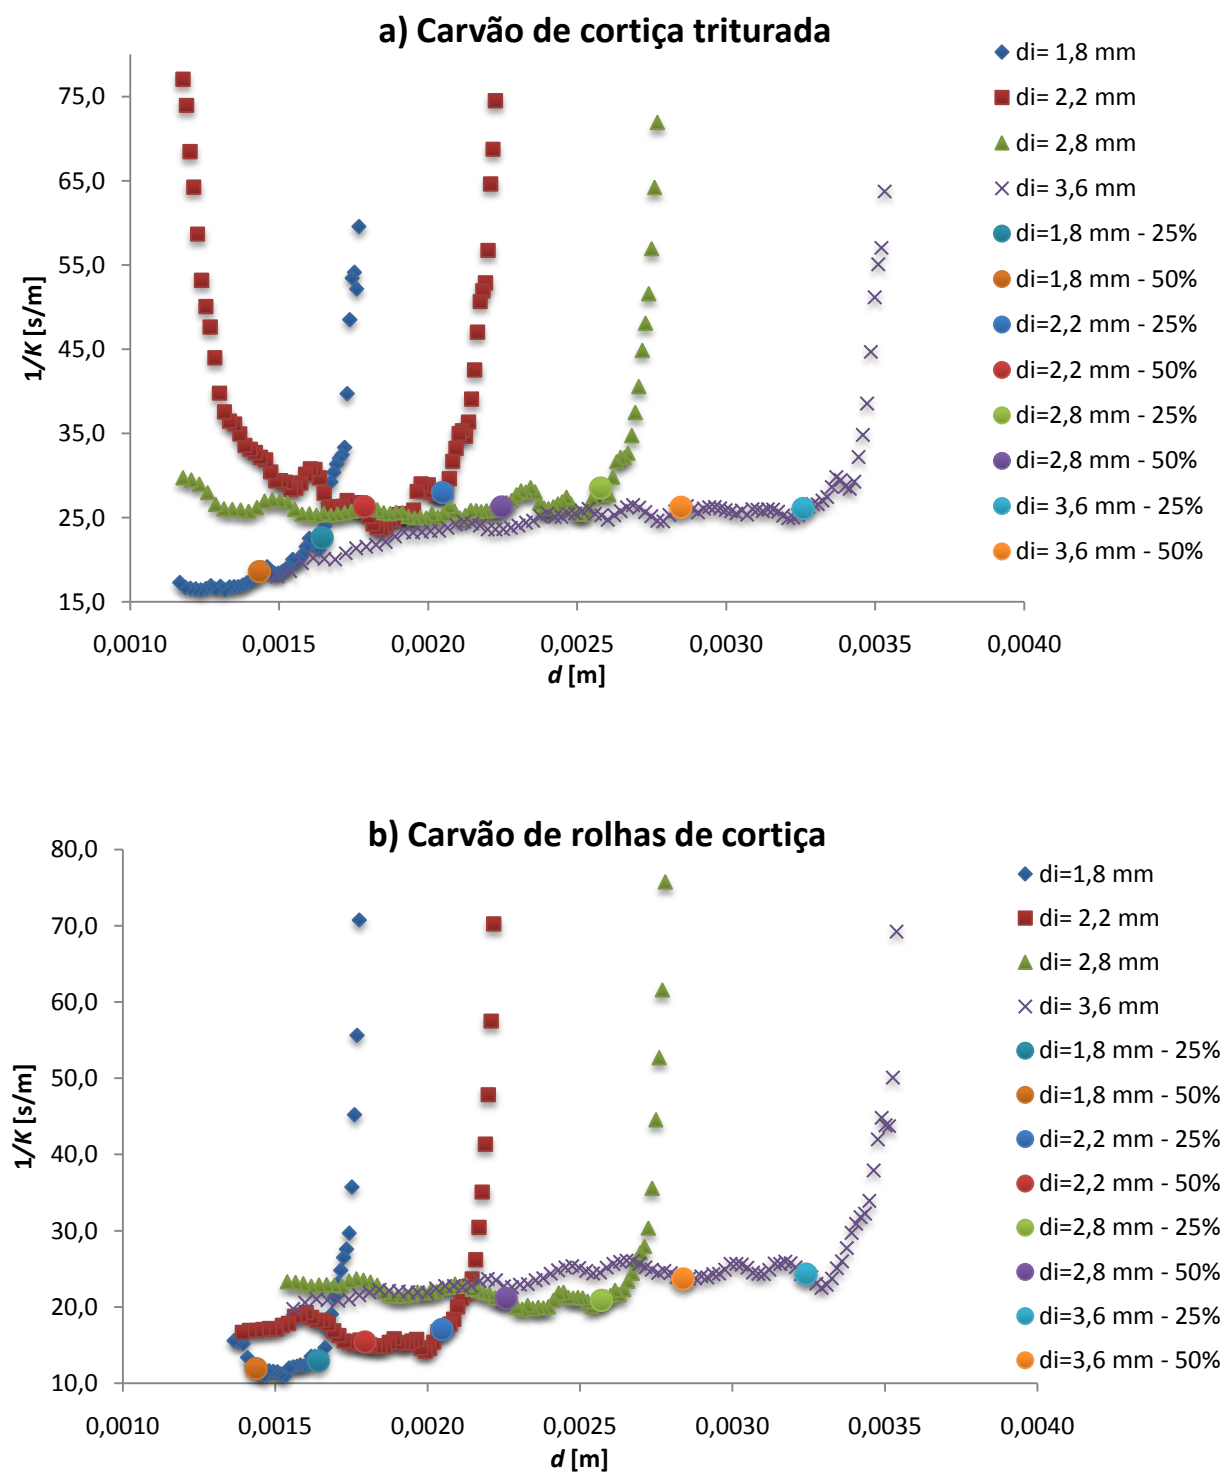 a) Carvão de cortiça triturada
75,0
65,0
55,0
45,0
35,0
25,0
15,0
1/K [s/m]
0,0010
0,0015
0,0020
0,0025
0,0030
0,0035
0,0040
d [m]
di= 1,8 mm
di= 2,2 mm
di= 2,8 mm
di= 3,6 mm
di=1,8 mm - 25%
di=1,8 mm - 50%
di=2,2 mm - 25%
di=2,2 mm - 50%
di=2,8 mm - 25%
di=2,8 mm - 50%
di= 3,6 mm - 25%
di= 3,6 mm - 50%
b) Carvão de rolhas de cortiça
80,0
70,0
60,0
50,0
40,0
30,0
20,0
10,0
1/K [s/m]
0,0010
0,0015
0,0020
0,0025
0,0030
0,0035
0,0040
d [m]
di=1,8 mm
di= 2,2 mm
di= 2,8 mm
di= 3,6 mm
di=1,8 mm - 25%
di=1,8 mm - 50%
di=2,2 mm - 25%
di=2,2 mm - 50%
di=2,8 mm - 25%
di=2,8 mm - 50%
di=3,6 mm - 25%
di=3,6 mm - 50%